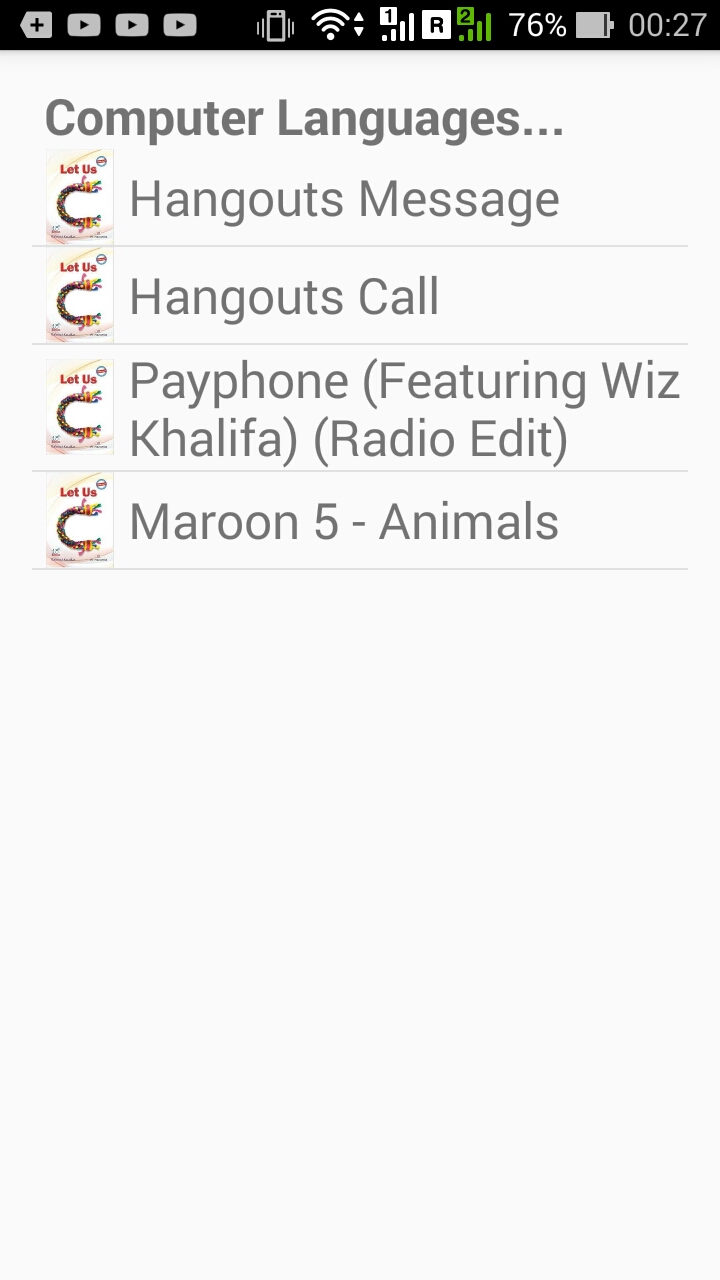 1 R 2 76% 00:27
Computer Languages...
Let Us
C
Hangouts Message
Let Us
C
Hangouts Call
Let Us
C
Payphone (Featuring Wiz
Khalifa) (Radio Edit)
Let Us
C
Maroon 5 - Animals